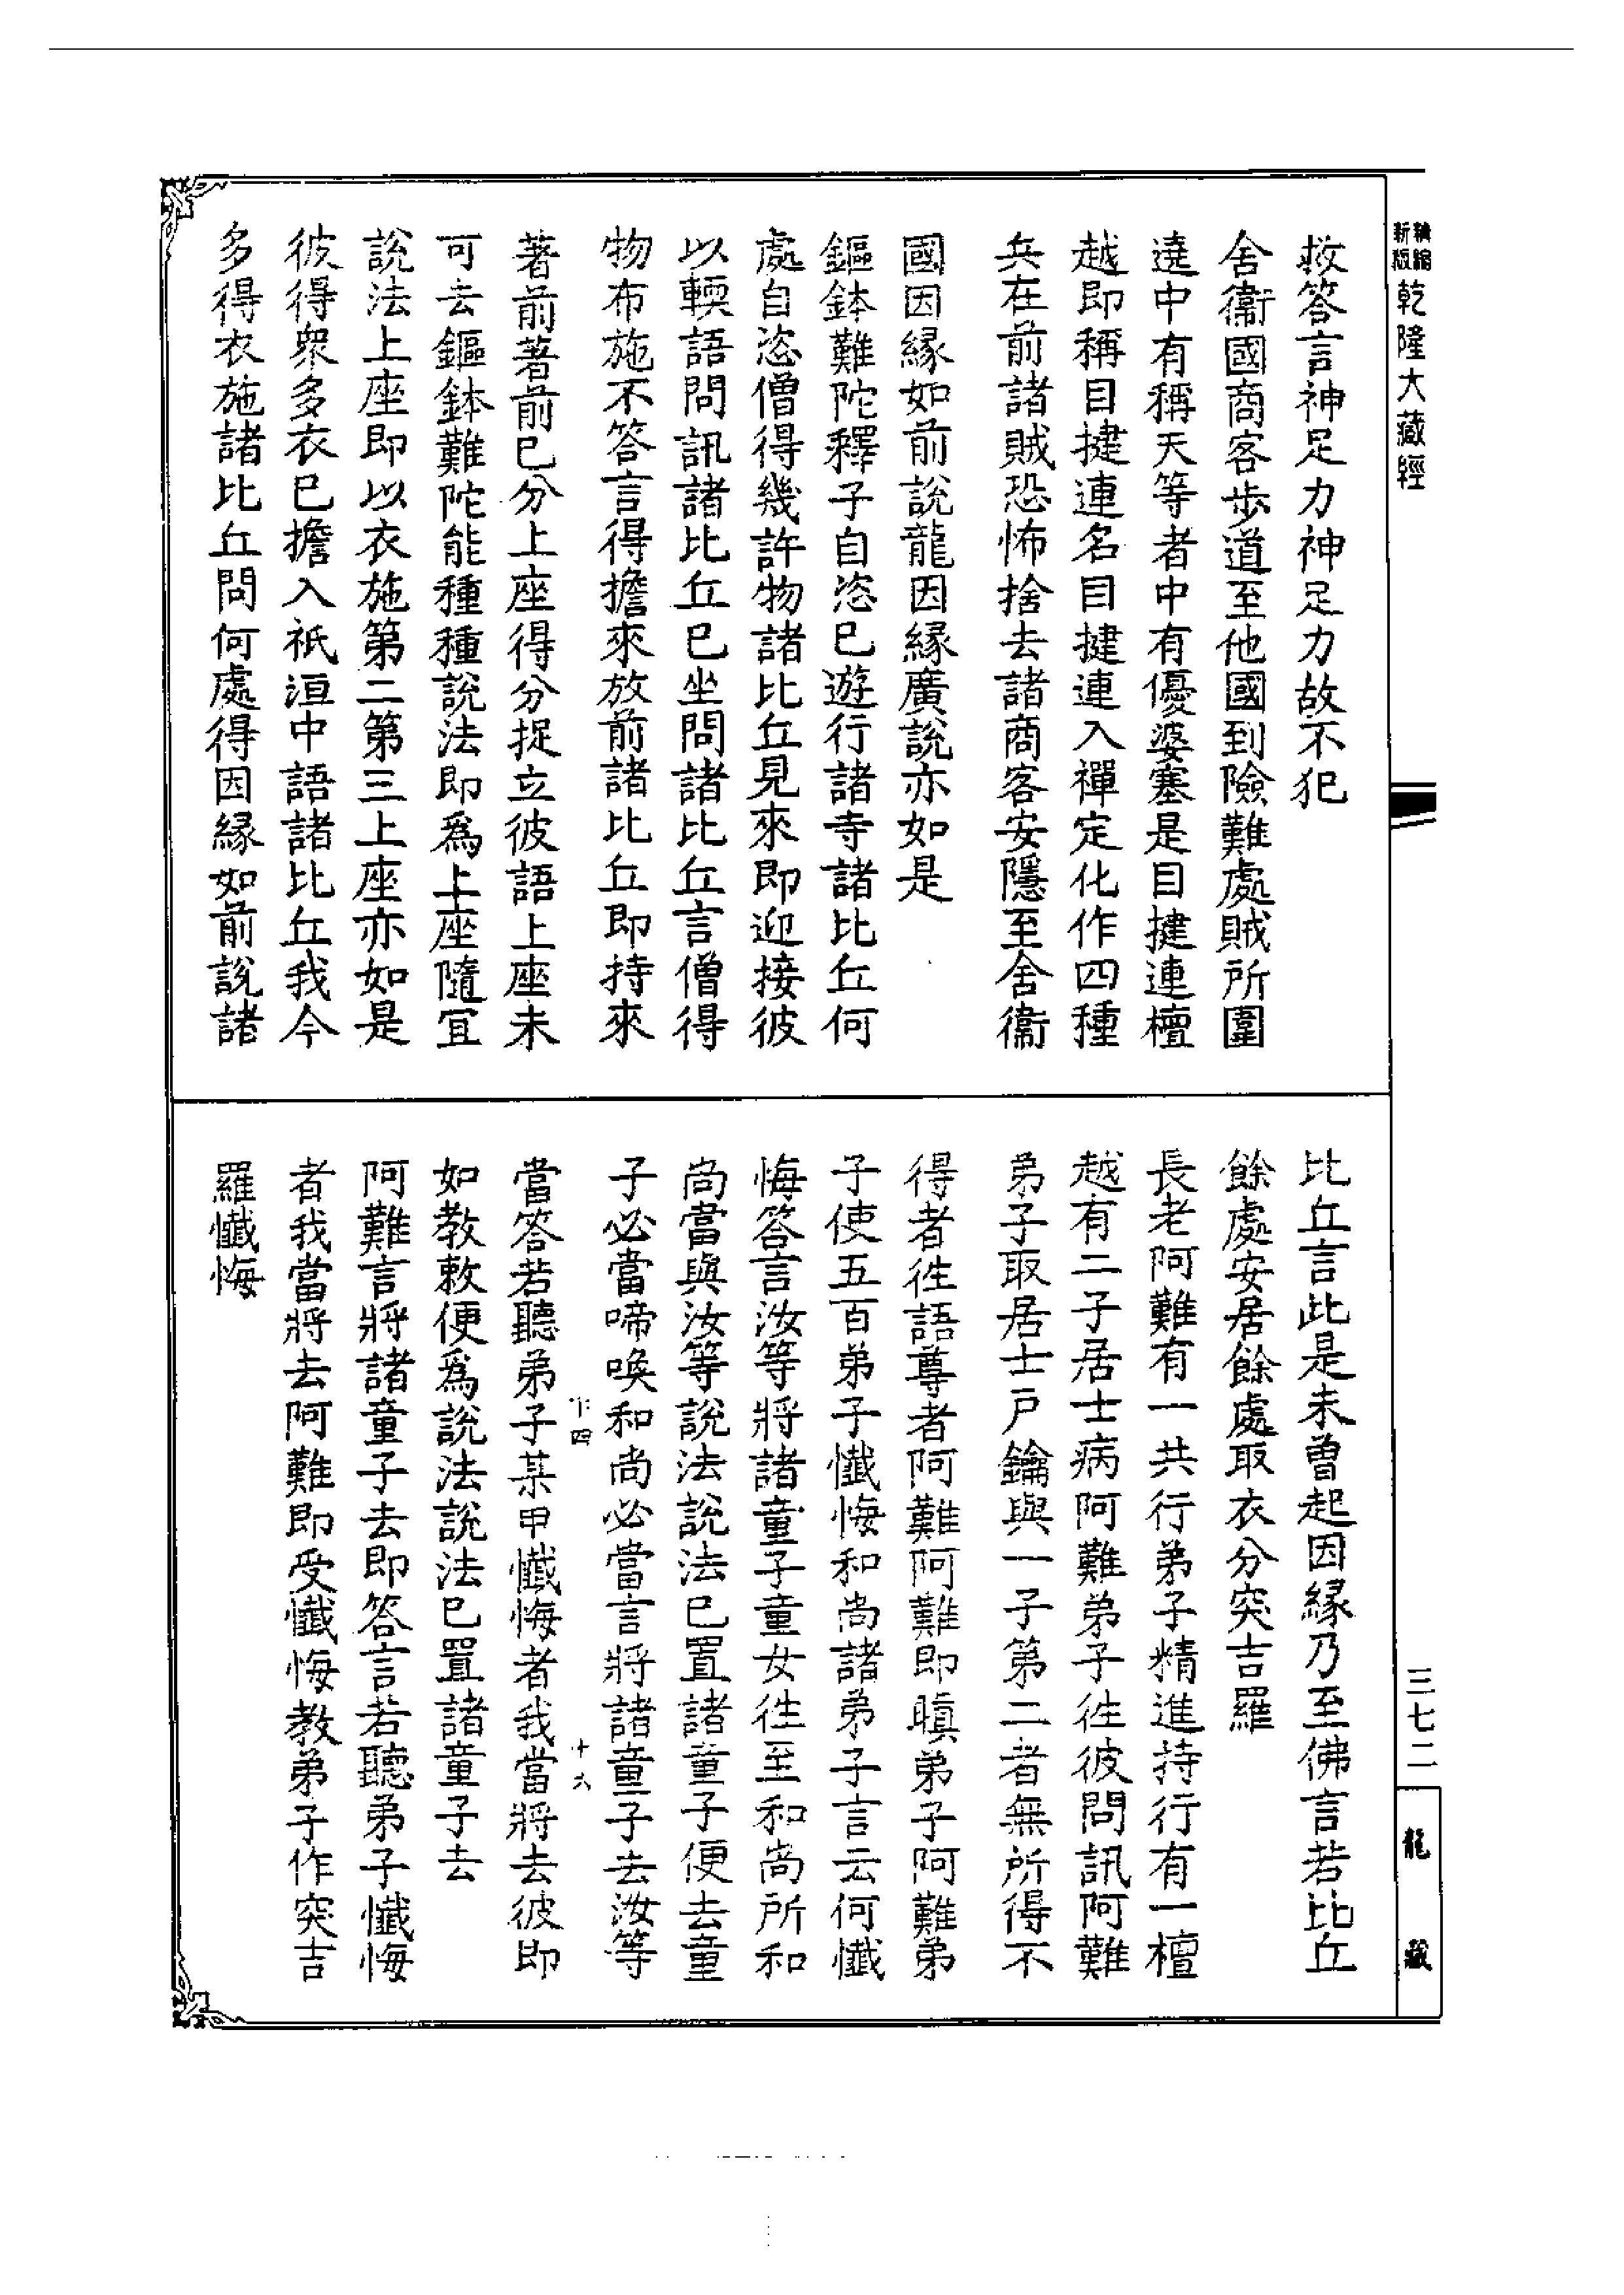 新版
輯縮
乾隆大藏經
救答言神足力神足力故不犯
舍衞國商客步道至他國到險難處賊所圍
遶中有稱天等者中有優婆塞是目揵連檀
越即稱目揵連名目揵連入禪定化作四種
兵在前諸賊恐怖捨去諸商客安隱至舍衞
國因緣如前說龍因緣廣說亦如是
鏂鉢難陀釋子自恣已遊行諸寺諸比丘何
處自恣僧得幾許物諸比丘見來即迎接彼
以輭語問訊諸比丘已坐問諸比丘言僧得
物布施不答言得擔來放前諸比丘即持來
著前著前已分上座得分捉立彼語上座未
可去鏂鉢難陀能種種說法即爲上座隨宜
說法上座即以衣施第二第三上座亦如是
彼得衆多衣已擔入祇洹中語諸比丘我今
多得衣施諸比丘問何處得因緣如前說諸
比丘言此是未曾起因緣乃至佛言若比丘
餘處安居餘處取衣分突吉羅
長老阿難有一共行弟子精進持行有一檀
越有二子居士病阿難弟子往彼問訊阿難
弟子取居士戶鑰與一子第二者無所得不
得者往語尊者阿難阿難即瞋弟子阿難弟
子使五百弟子懺悔和尚諸弟子言云何懺
悔答言汝等將諸童子童女往至和尚所和
尚當與汝等說法說法已置諸童子便去童
子必當啼喚和尚必當言將諸童子去汝等
當答若聽弟子某甲懺悔者我當將去彼即
如教敕便爲說法說法已置諸童子去
阿難言將諸童子去即答言若聽弟子懺悔
者我當將去阿難即受懺悔教弟子作突吉
羅懺悔
三七二
龍藏